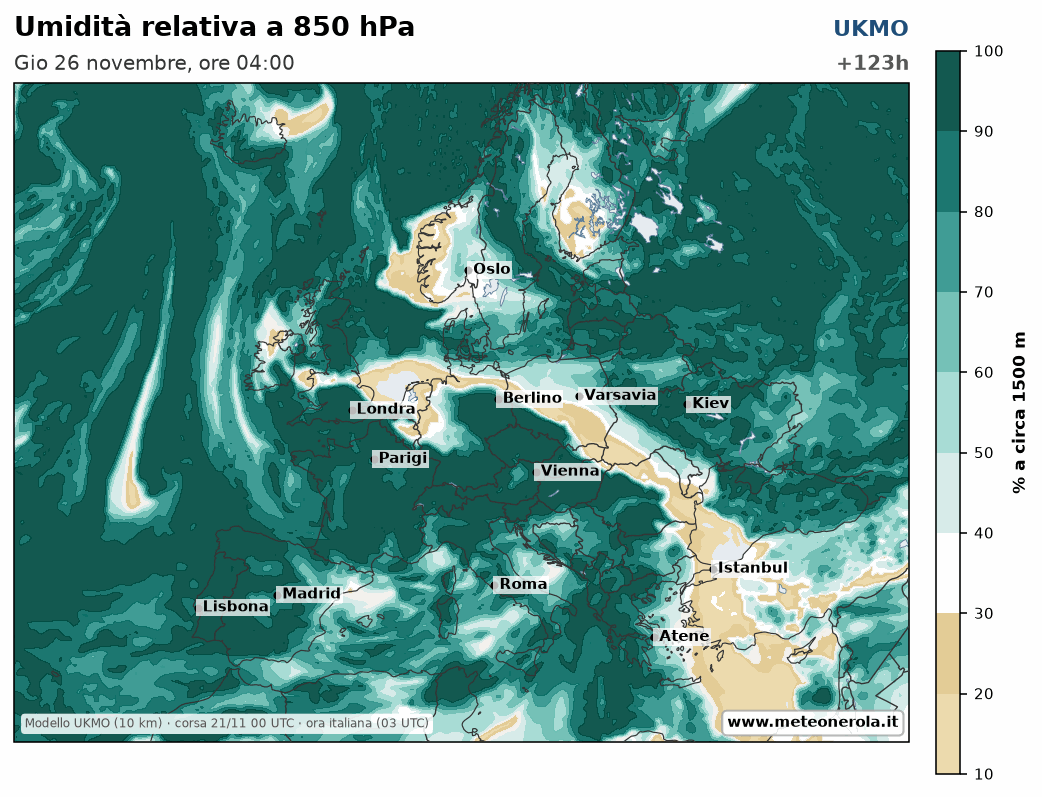 Umidità relativa a 850 hPa
UKMO
Gio 26 novembre, ore 04:00
+123h
100
90
80
70
60
50
40
30
20
10
% a circa 1500 m
Oslo
Londra
Berlino
Varsavia
Kiev
Parigi
Vienna
Istanbul
Roma
Madrid
Lisbona
Atene
Modello UKMO (10 km) · corsa 21/11 00 UTC · ora italiana (03 UTC)
www.meteonerola.it